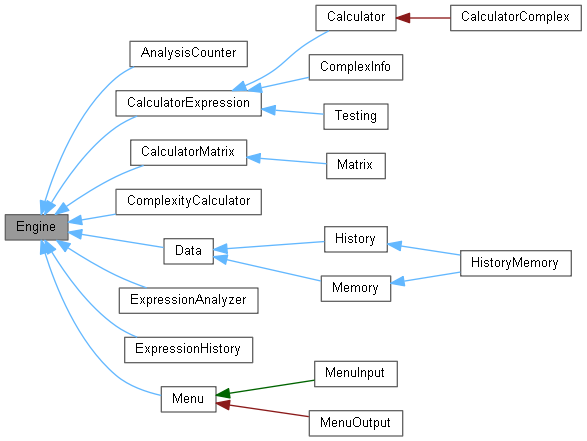 Calculator
CalculatorComplex
AnalysisCounter
ComplexInfo
CalculatorExpression
Testing
CalculatorMatrix
Matrix
ComplexityCalculator
Engine
History
Data
HistoryMemory
Memory
ExpressionAnalyzer
ExpressionHistory
MenuInput
Menu
MenuOutput